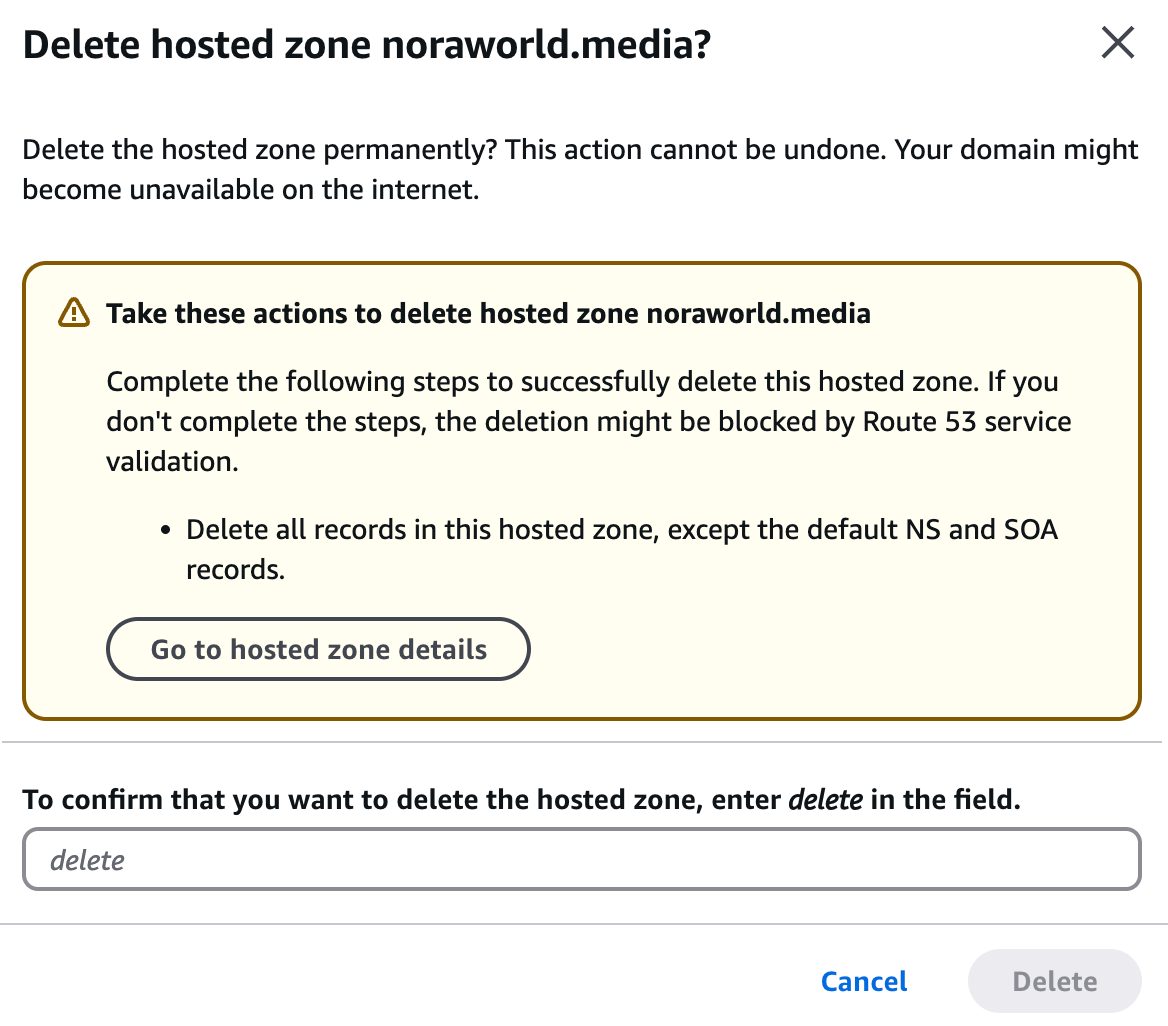 Delete hosted zone noraworld.media?
Delete the hosted zone permanently? This action cannot be undone. Your domain might
become unavailable on the internet.
Take these actions to delete hosted zone noraworld.media
Complete the following steps to successfully delete this hosted zone. If you
don't complete the steps, the deletion might be blocked by Route 53 service
validation.
• Delete all records in this hosted zone, except the default NS and SOA
records.
Go to hosted zone details
To confirm that you want to delete the hosted zone, enter delete in the field.
delete
Cancel
Delete